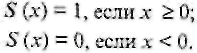 S (x) = 1, если x ≥ 0;
S (x) = 0, если x < 0.